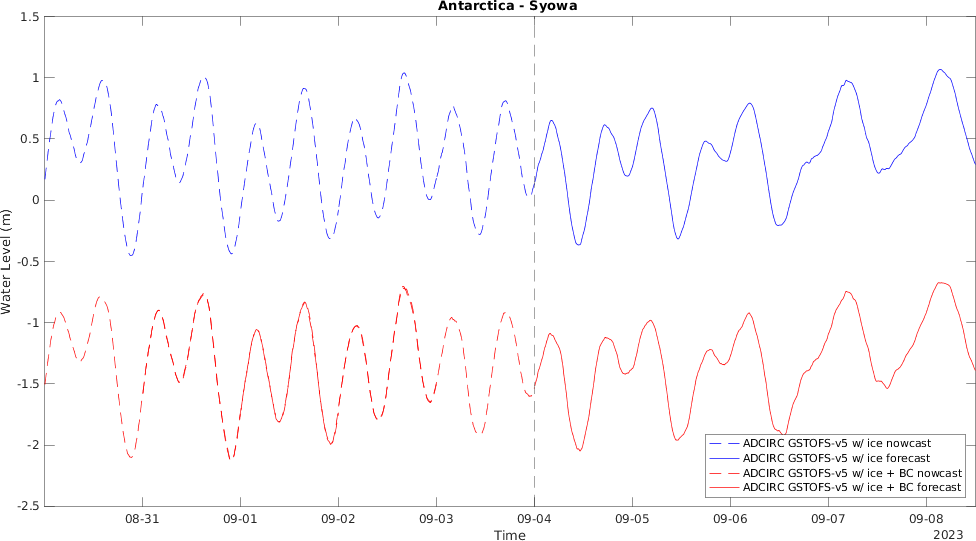 Antarctica - Syowa
1.5
1
0.5
0
-0.5
-1
-1.5
-2
-2.5
Water Level (m)
ADCIRC GSTOFS-v5 w/ ice nowcast
ADCIRC GSTOFS-v5 w/ ice forecast
ADCIRC GSTOFS-v5 w/ ice + BC nowcast
ADCIRC GSTOFS-v5 w/ ice + BC forecast
08-31 09-01 09-02 09-03 09-04 09-05 09-06 09-07 09-08
Time
2023